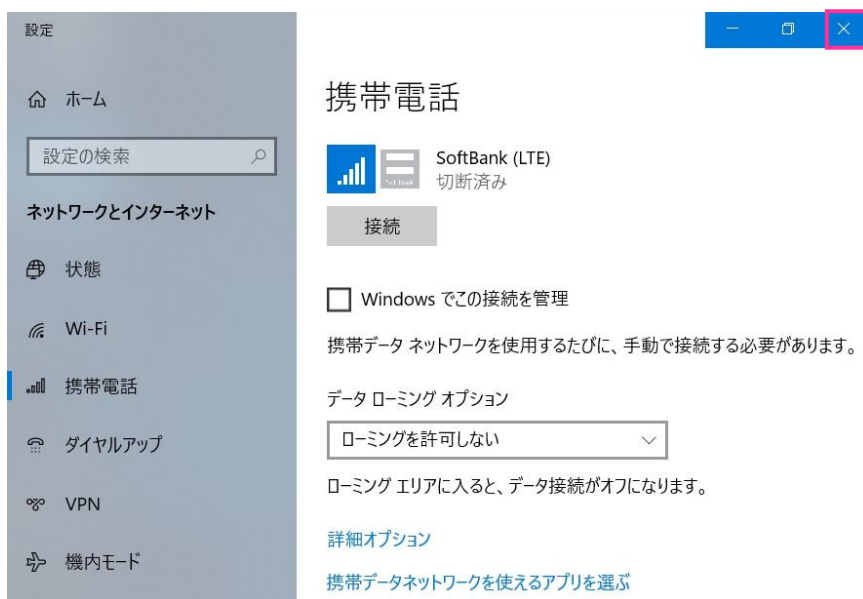 設定
ホーム
設定の検索
ネットワークとインターネット
状態
Wi-Fi
携帯電話
ダイヤルアップ
VPN
機内モード
携帯電話
SoftBank (LTE)
切断済み
SoftBank
接続
Windows でこの接続を管理
携帯データ ネットワークを使用するたびに、手動で接続する必要があります。
データ ローミング オプション
ローミングを許可しない
ローミング エリアに入ると、データ接続がオフになります。
詳細オプション
携帯データネットワークを使えるアプリを選ぶ